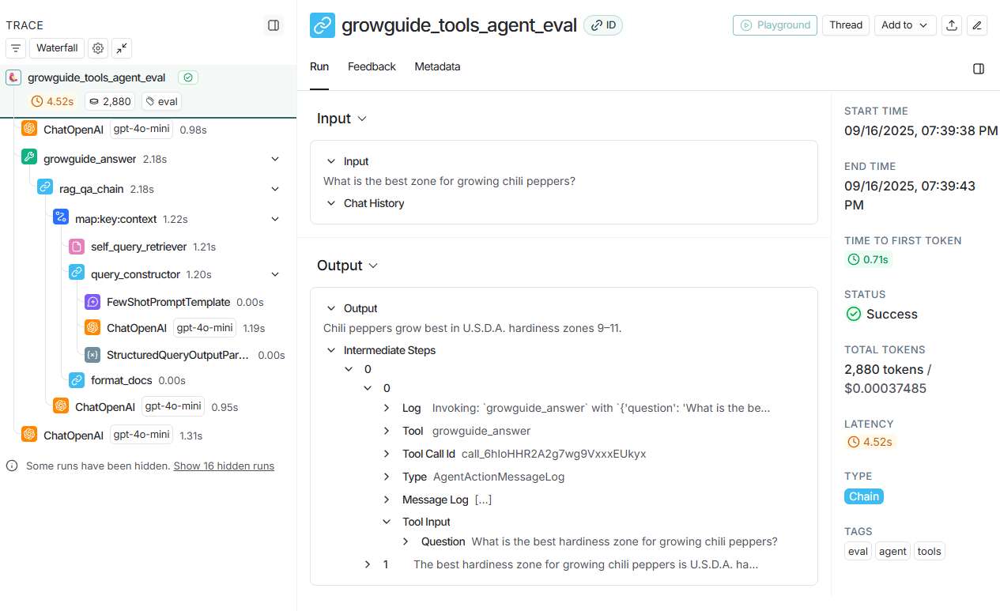 TRACE
Waterfall
growguide_tools_agent_eval
4.52s 2,880 eval
ChatOpenAI gpt-4o-mini 0.98s
growguide_answer 2.18s
rag_qa_chain 2.18s
map:key:context 1.22s
self_query_retriever 1.21s
query_constructor 1.20s
FewShotPromptTemplate 0.00s
ChatOpenAI gpt-4o-mini 1.19s
StructuredQueryOutputPar... 0.00s
format_docs 0.00s
ChatOpenAI gpt-4o-mini 0.95s
ChatOpenAI gpt-4o-mini 1.31s
Some runs have been hidden. Show 16 hidden runs
growguide_tools_agent_eval ID
Playground Thread Add to
Run Feedback Metadata
Input
Input
What is the best zone for growing chili peppers?
Chat History
Output
Output
Chili peppers grow best in U.S.D.A. hardiness zones 9–11.
Intermediate Steps
0
0
Log Invoking: `growguide_answer` with `{'question': 'What is the be...
Tool growguide_answer
Tool Call Id call_6hIoHHR2A2g7wg9VxxxEUkyx
Type AgentActionMessageLog
Message Log [...]
Tool Input
Question What is the best hardiness zone for growing chili peppers?
1 The best hardiness zone for growing chili peppers is U.S.D.A. ha...
START TIME
09/16/2025, 07:39:38 PM
END TIME
09/16/2025, 07:39:43
PM
TIME TO FIRST TOKEN
0.71s
STATUS
Success
TOTAL TOKENS
2,880 tokens /
$0.00037485
LATENCY
4.52s
TYPE
Chain
TAGS
eval agent tools